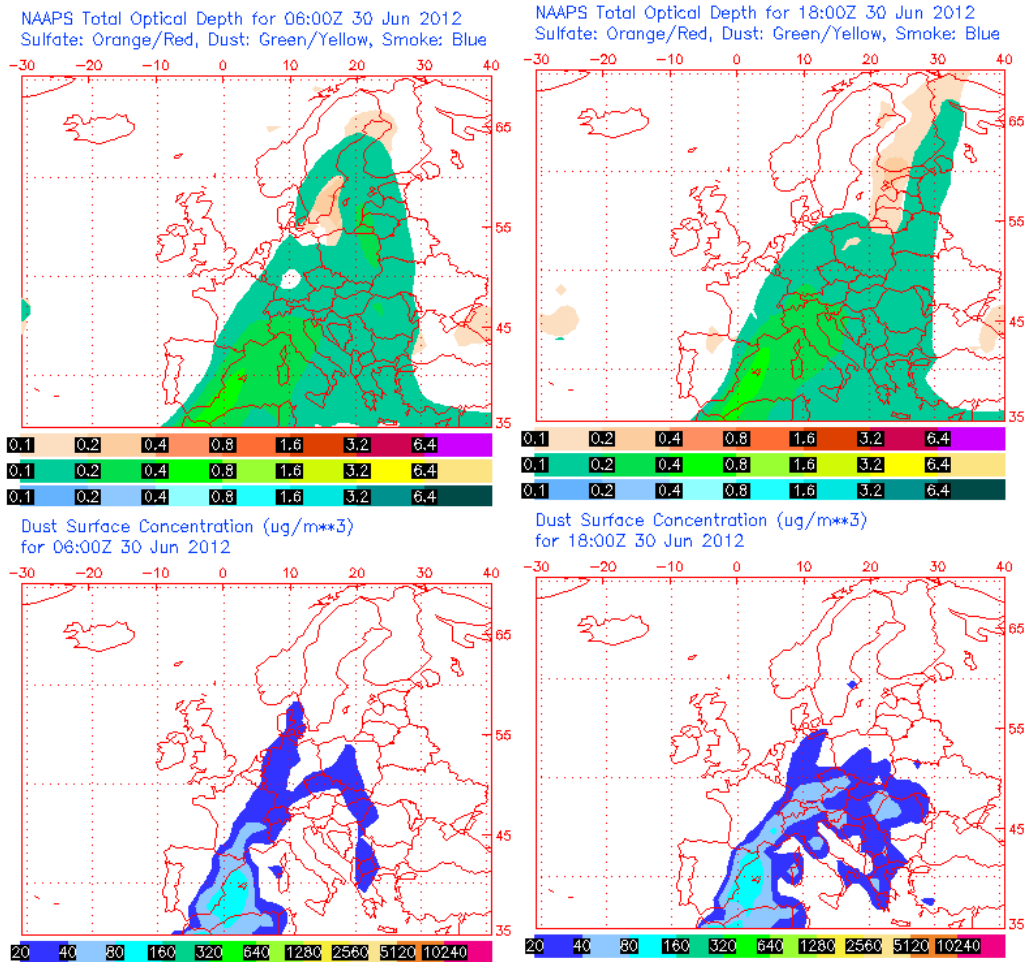 NAAPS Total Optical Depth for 06:00Z 30 Jun 2012
Sulfate: Orange/Red, Dust: Green/Yellow, Smoke: Blue
-30 -20 -10 0 10 20 30 40
65
55
45
35
0.1 0.2 0.4 0.8 1.6 3.2 6.4
0.1 0.2 0.4 0.8 1.6 3.2 6.4
0.1 0.2 0.4 0.8 1.6 3.2 6.4
NAAPS Total Optical Depth for 18:00Z 30 Jun 2012
Sulfate: Orange/Red, Dust: Green/Yellow, Smoke: Blue
-30 -20 -10 0 10 20 30 40
65
55
45
35
0.1 0.2 0.4 0.8 1.6 3.2 6.4
0.1 0.2 0.4 0.8 1.6 3.2 6.4
0.1 0.2 0.4 0.8 1.6 3.2 6.4
Dust Surface Concentration (ug/m**3)
for 06:00Z 30 Jun 2012
-30 -20 -10 0 10 20 30 40
65
55
45
35
20 40 80 160 320 640 1280 2560 5120 10240
Dust Surface Concentration (ug/m**3)
for 18:00Z 30 Jun 2012
-30 -20 -10 0 10 20 30 40
65
55
45
35
20 40 80 160 320 640 1280 2560 5120 10240